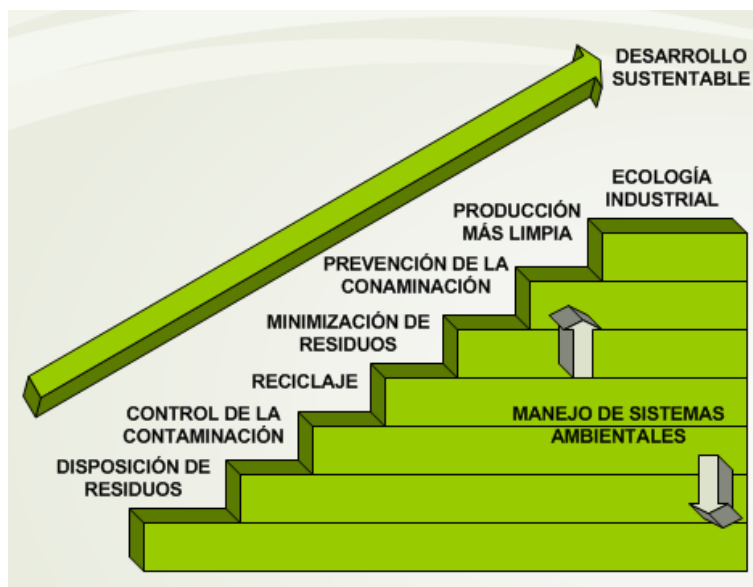 DESARROLLO
SUSTENTABLE
ECOLOGÍA
INDUSTRIAL
PRODUCCIÓN
MÁS LIMPIA
PREVENCIÓN DE LA
CONAMINACIÓN
MINIMIZACIÓN DE
RESIDUOS
RECICLAJE
CONTROL DE LA
CONTAMINACIÓN
MANEJO DE SISTEMAS
AMBIENTALES
DISPOSICIÓN DE
RESIDUOS